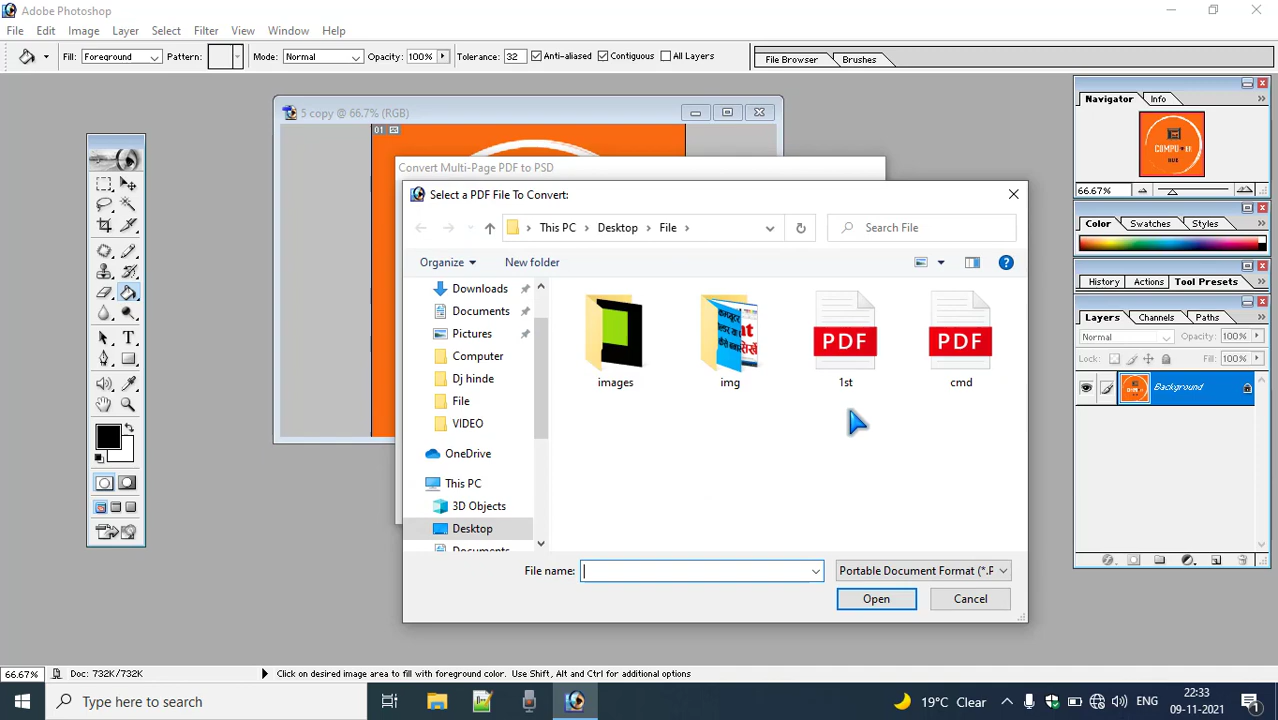 Adobe Photoshop
File Edit Image Layer Select Filter View Window Help
Fill: Foreground Pattern: Mode: Normal Opacity: 100% Tolerance: 32 Anti-aliased Contiguous All Layers File Browser Brushes
5 copy @ 66.7% (RGB)
01
Convert Multi-Page PDF to PSD
Select a PDF File To Convert:
This PC Desktop File Search File
Organize New folder
Downloads
Documents
Pictures
Computer
Dj hinde
File
VIDEO
OneDrive
This PC
3D Objects
Desktop
images img 1st cmd
PDF PDF
File name: Portable Document Format (*.P
Open Cancel
Navigator Info
66.67%
Color Swatches Styles
History Actions Tool Presets
Layers Channels Paths
Normal Opacity: 100%
Lock: Fill: 100%
Background
66.67% Doc: 732K/732K Click on desired image area to fill with foreground color. Use Shift, Alt and Ctrl for additional options
Type here to search 19°C Clear ENG 22:33
09-11-2021 1